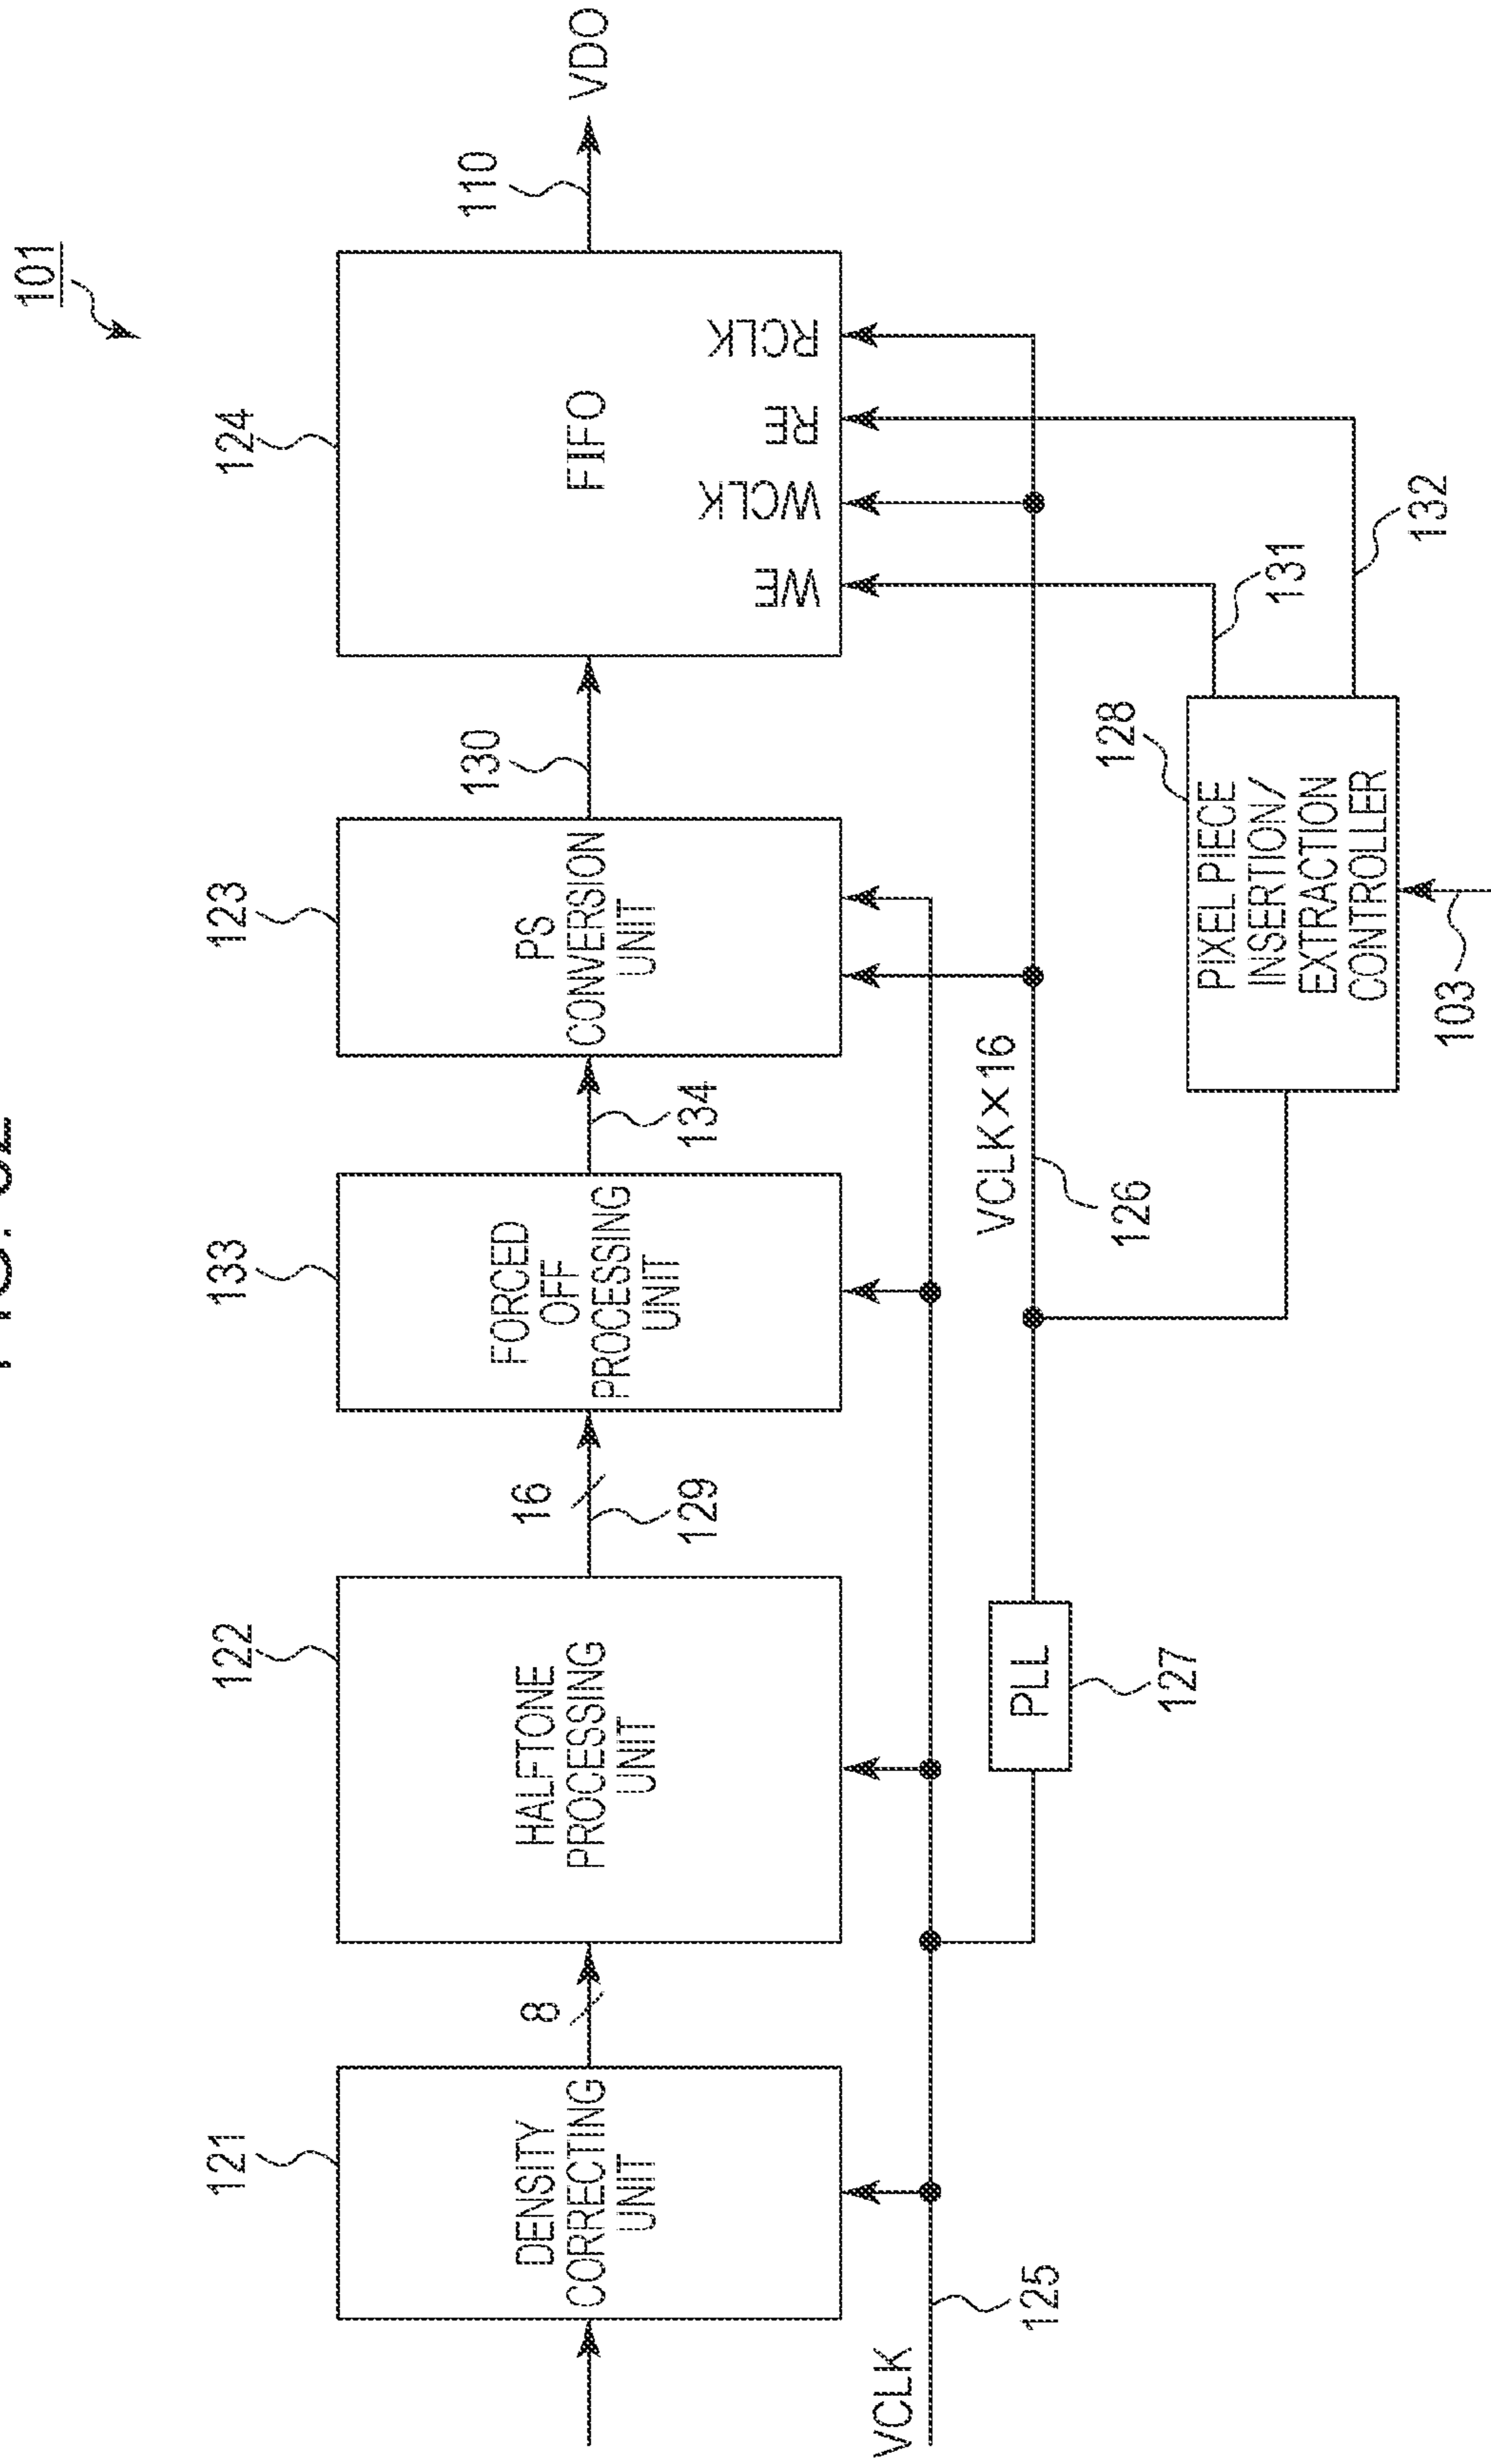 101
121
122
133
123
124
DENSITY
CORRECTING
UNIT
8
HALFTONE
PROCESSING
UNIT
16
129
FORCED
OFF
PROCESSING
UNIT
134
PS
CONVERSION
UNIT
130
FIFO
WE
WCLK
RE
RCLK
110
VDO
VCLK
125
PLL
127
VCLK×16
126
128
PIXEL PIECE
INSERTION/
EXTRACTION
CONTROLLER
103
131
132